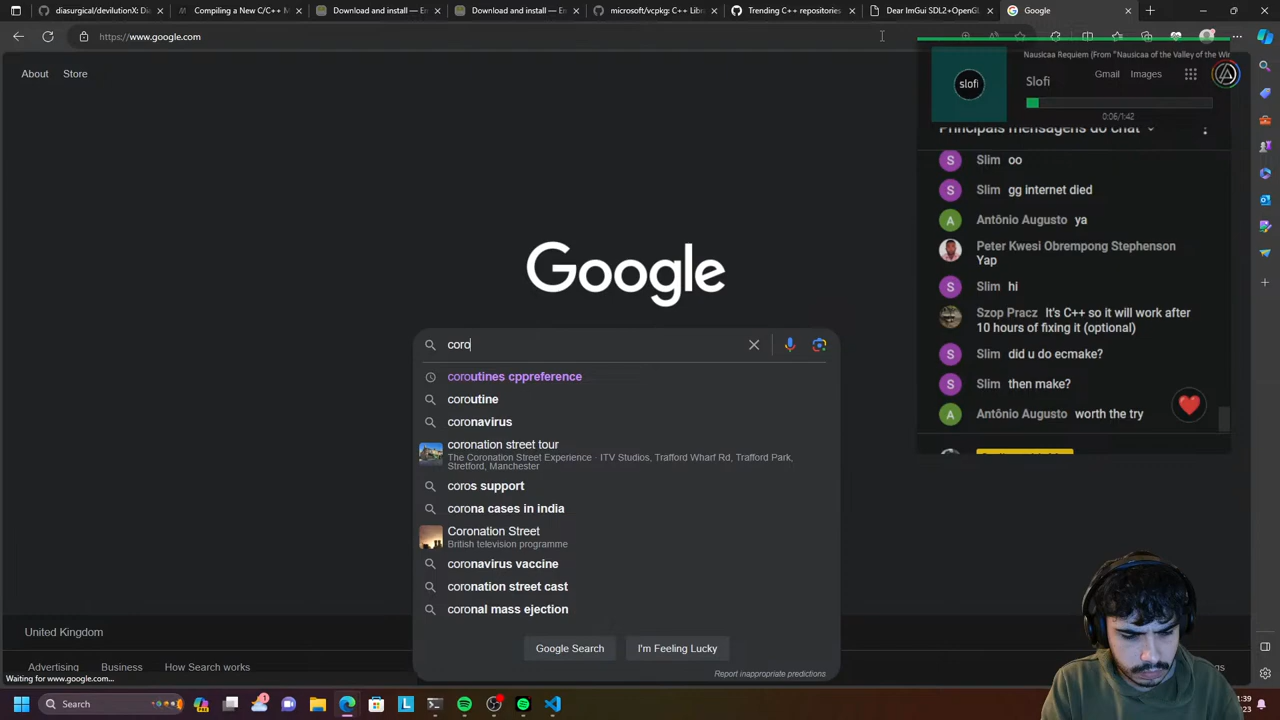 diasurgical/devilutionX: Dia
Compiling a New C/C++ M
Download and install — Erl
Download and install — Erl
microsoft/vcpkg: C++ Libr
Trending C++ repositories
Dear ImGui SDL2+OpenGL
Google
https://www.google.com
About
Store
Gmail
Images
Nausicaa Requiem (From "Nausicaa of the Valley of the Wi
slofi
Slofi
0:06/1:42
Principais mensagens do chat
S
Slim oo
S
Slim gg internet died
A
Antônio Augusto ya
Peter Kwesi Obrempong Stephenson
Yap
S
Slim hi
Szop Pracz It's C++ so it will work after
10 hours of fixing it (optional)
S
Slim did u do ecmake?
S
Slim then make?
A
Antônio Augusto worth the try
Google
coro
coroutines cppreference
coroutine
coronavirus
coronation street tour
The Coronation Street Experience · ITV Studios, Trafford Wharf Rd, Trafford Park,
Stretford, Manchester
coros support
corona cases in india
Coronation Street
British television programme
coronavirus vaccine
coronation street cast
coronal mass ejection
Google Search
I'm Feeling Lucky
Report inappropriate predictions
United Kingdom
Advertising
Business
How Search works
Waiting for www.google.com...
Search
1
L